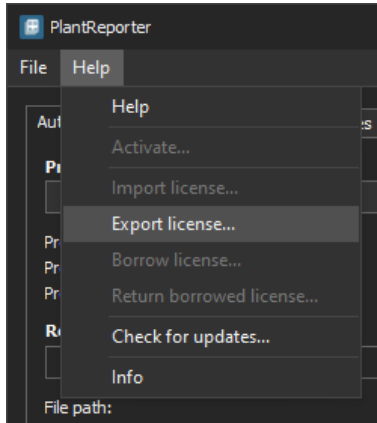 PlantReporter
File Help
Help
Activate...
Import license...
Export license...
Borrow license...
Return borrowed license...
Check for updates...
Info
File path: